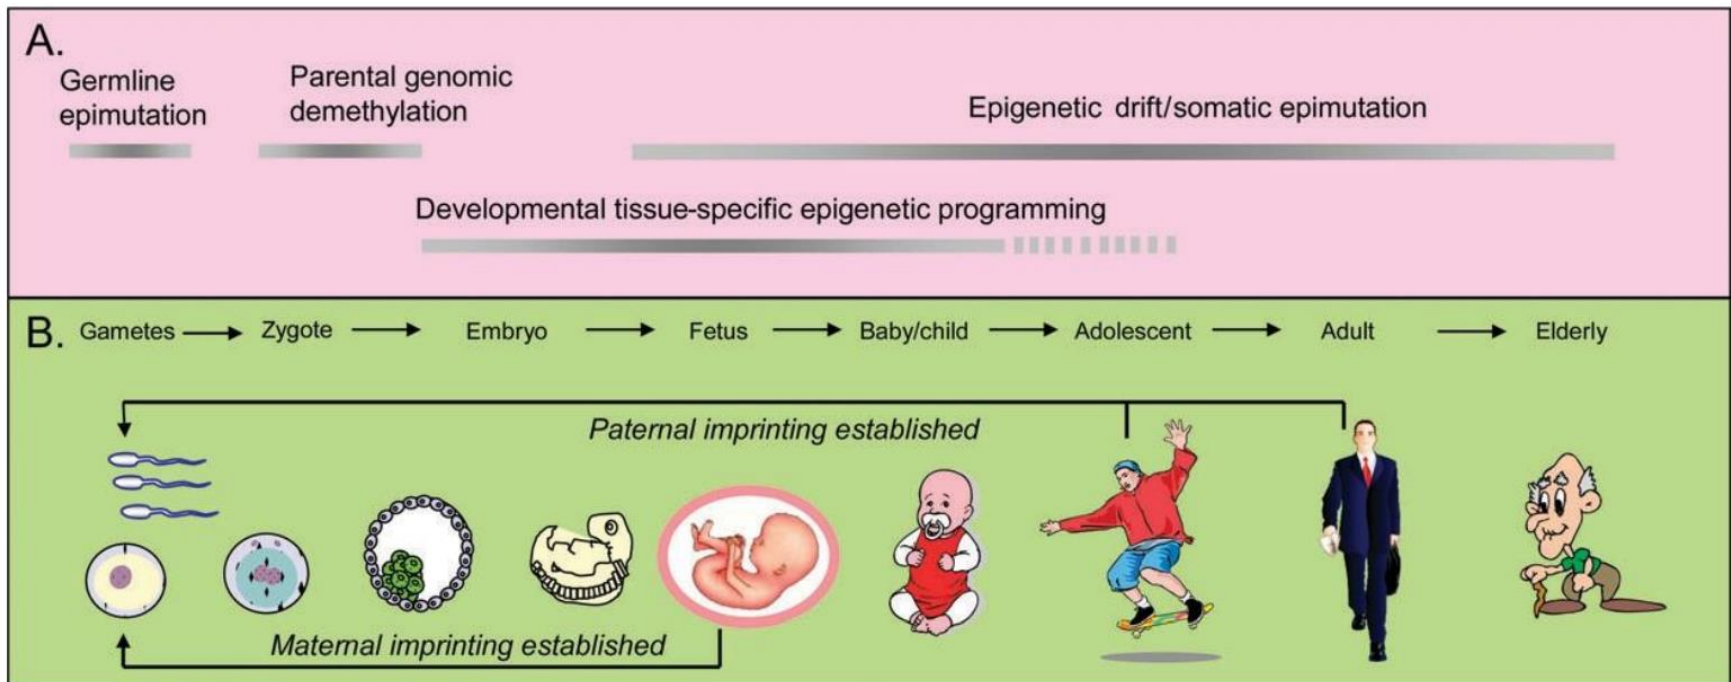 A.
Germline
epimutation
Parental genomic
demethylation
Epigenetic drift/somatic epimutation
Developmental tissue-specific epigenetic programming
B. Gametes Zygote Embryo Fetus Baby/child Adolescent Adult Elderly
Paternal imprinting established
Maternal imprinting established